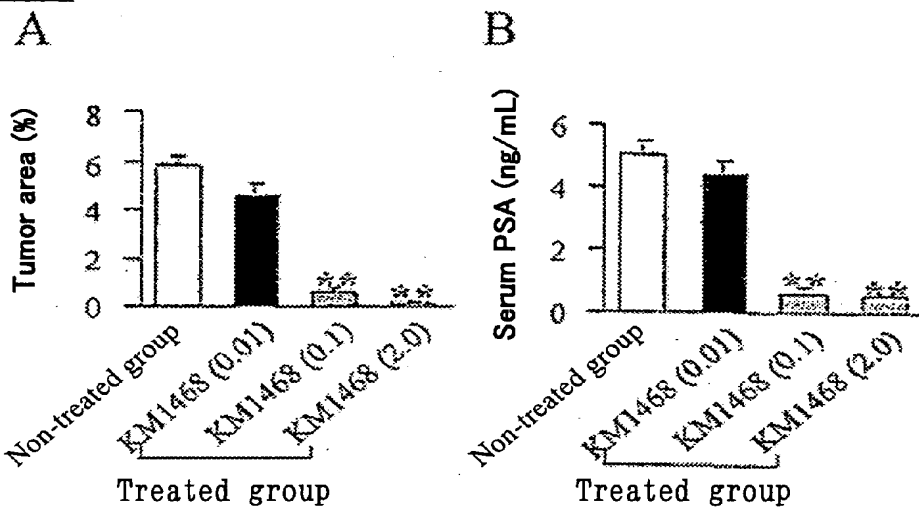 A
Tumor area (%)
8
6
4
2
0
**
**
Non-treated group
KM1468 (0.01)
KM1468 (0.1)
KM1468 (2.0)
Treated group
B
Serum PSA (ng/mL)
6
4
2
0
**
**
Non-treated group
KM1468 (0.01)
KM1468 (0.1)
KM1468 (2.0)
Treated group